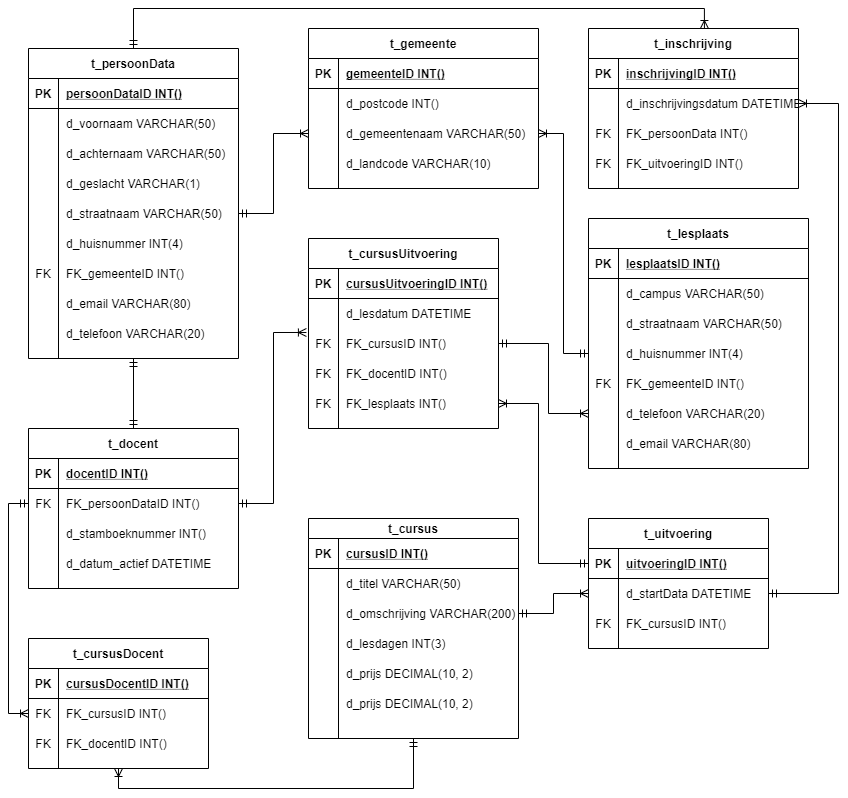 t_persoonData
PK persoonDataID INT()
d_voornaam VARCHAR(50)
d_achternaam VARCHAR(50)
d_geslacht VARCHAR(1)
d_straatnaam VARCHAR(50)
d_huisnummer INT(4)
FK FK_gemeenteID INT()
d_email VARCHAR(80)
d_telefoon VARCHAR(20)
t_gemeente
PK gemeenteID INT()
d_postcode INT()
d_gemeentenaam VARCHAR(50)
d_landcode VARCHAR(10)
t_inschrijving
PK inschrijvingID INT()
d_inschrijvingsdatum DATETIME
FK FK_persoonData INT()
FK FK_uitvoeringID INT()
t_cursusUitvoering
PK cursusUitvoeringID INT()
d_lesdatum DATETIME
FK FK_cursusID INT()
FK FK_docentID INT()
FK FK_lesplaats INT()
t_lesplaats
PK lesplaatsID INT()
d_campus VARCHAR(50)
d_straatnaam VARCHAR(50)
d_huisnummer INT(4)
FK FK_gemeenteID INT()
d_telefoon VARCHAR(20)
d_email VARCHAR(80)
t_docent
PK docentID INT()
FK FK_persoonDataID INT()
d_stamboeknummer INT()
d_datum_actief DATETIME
t_cursus
PK cursusID INT()
d_titel VARCHAR(50)
d_omschrijving VARCHAR(200)
d_lesdagen INT(3)
d_prijs DECIMAL(10, 2)
d_prijs DECIMAL(10, 2)
t_uitvoering
PK uitvoeringID INT()
d_startData DATETIME
FK FK_cursusID INT()
t_cursusDocent
PK cursusDocentID INT()
FK FK_cursusID INT()
FK FK_docentID INT()